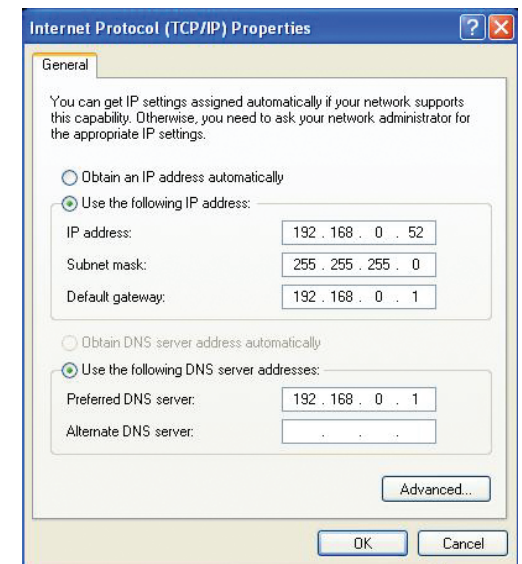 Internet Protocol (TCP/IP) Properties
General
You can get IP settings assigned automatically if your network supports
this capability. Otherwise, you need to ask your network administrator for
the appropriate IP settings.
Obtain an IP address automatically
Use the following IP address:
IP address: 192 . 168 . 0 . 52
Subnet mask: 255 . 255 . 255 . 0
Default gateway: 192 . 168 . 0 . 1
Obtain DNS server address automatically
Use the following DNS server addresses:
Preferred DNS server: 192 . 168 . 0 . 1
Alternate DNS server: . . .
Advanced...
OK Cancel